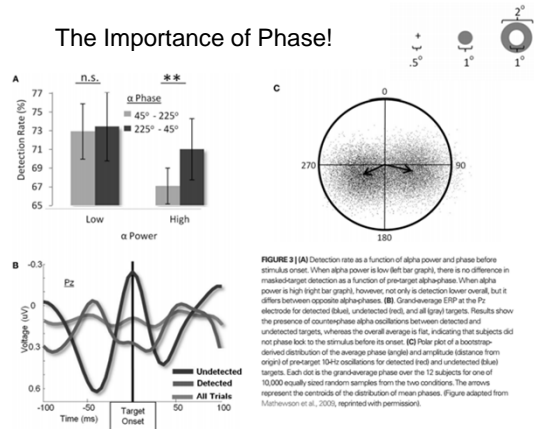 The Importance of Phase!
+
.5°
1°
2°
1°
A
n.s.
**
α Phase
45° - 225°
225° - 45°
Detection Rate (%)
77
75
73
71
69
67
65
Low
High
α Power
B
Pz
-0.3
0
0.3
0.6
Voltage (uV)
Undetected
Detected
All Trials
-100
-50
Target
Onset
50
100
Time (ms)
C
0
270
90
180
FIGURE 3 | (A) Detection rate as a function of alpha power and phase before
stimulus onset. When alpha power is low (left bar graph), there is no difference in
masked-target detection as a function of pre-target alpha-phase. When alpha
power is high (right bar graph), however, not only is detection lower overall, but it
differs between opposite alpha-phases. (B). Grand-average ERP at the Pz
electrode for detected (blue), undetected (red), and all (gray) targets. Results show
the presence of counter-phase alpha oscillations between detected and
undetected targets, whereas the overall average is flat, indicating that subjects did
not phase lock to the stimulus before its onset. (C) Polar plot of a bootstrap-
derived distribution of the average phase (angle) and amplitude (distance from
origin) of pre-target 10-Hz oscillations for detected (red) and undetected (blue)
targets. Each dot is the grand-average phase over the 12 subjects for one of
10,000 equally sized random samples from the two conditions. The arrows
represent the centroids of the distribution of mean phases. (Figure adapted from
Mathewson et al., 2009, reprinted with permission).